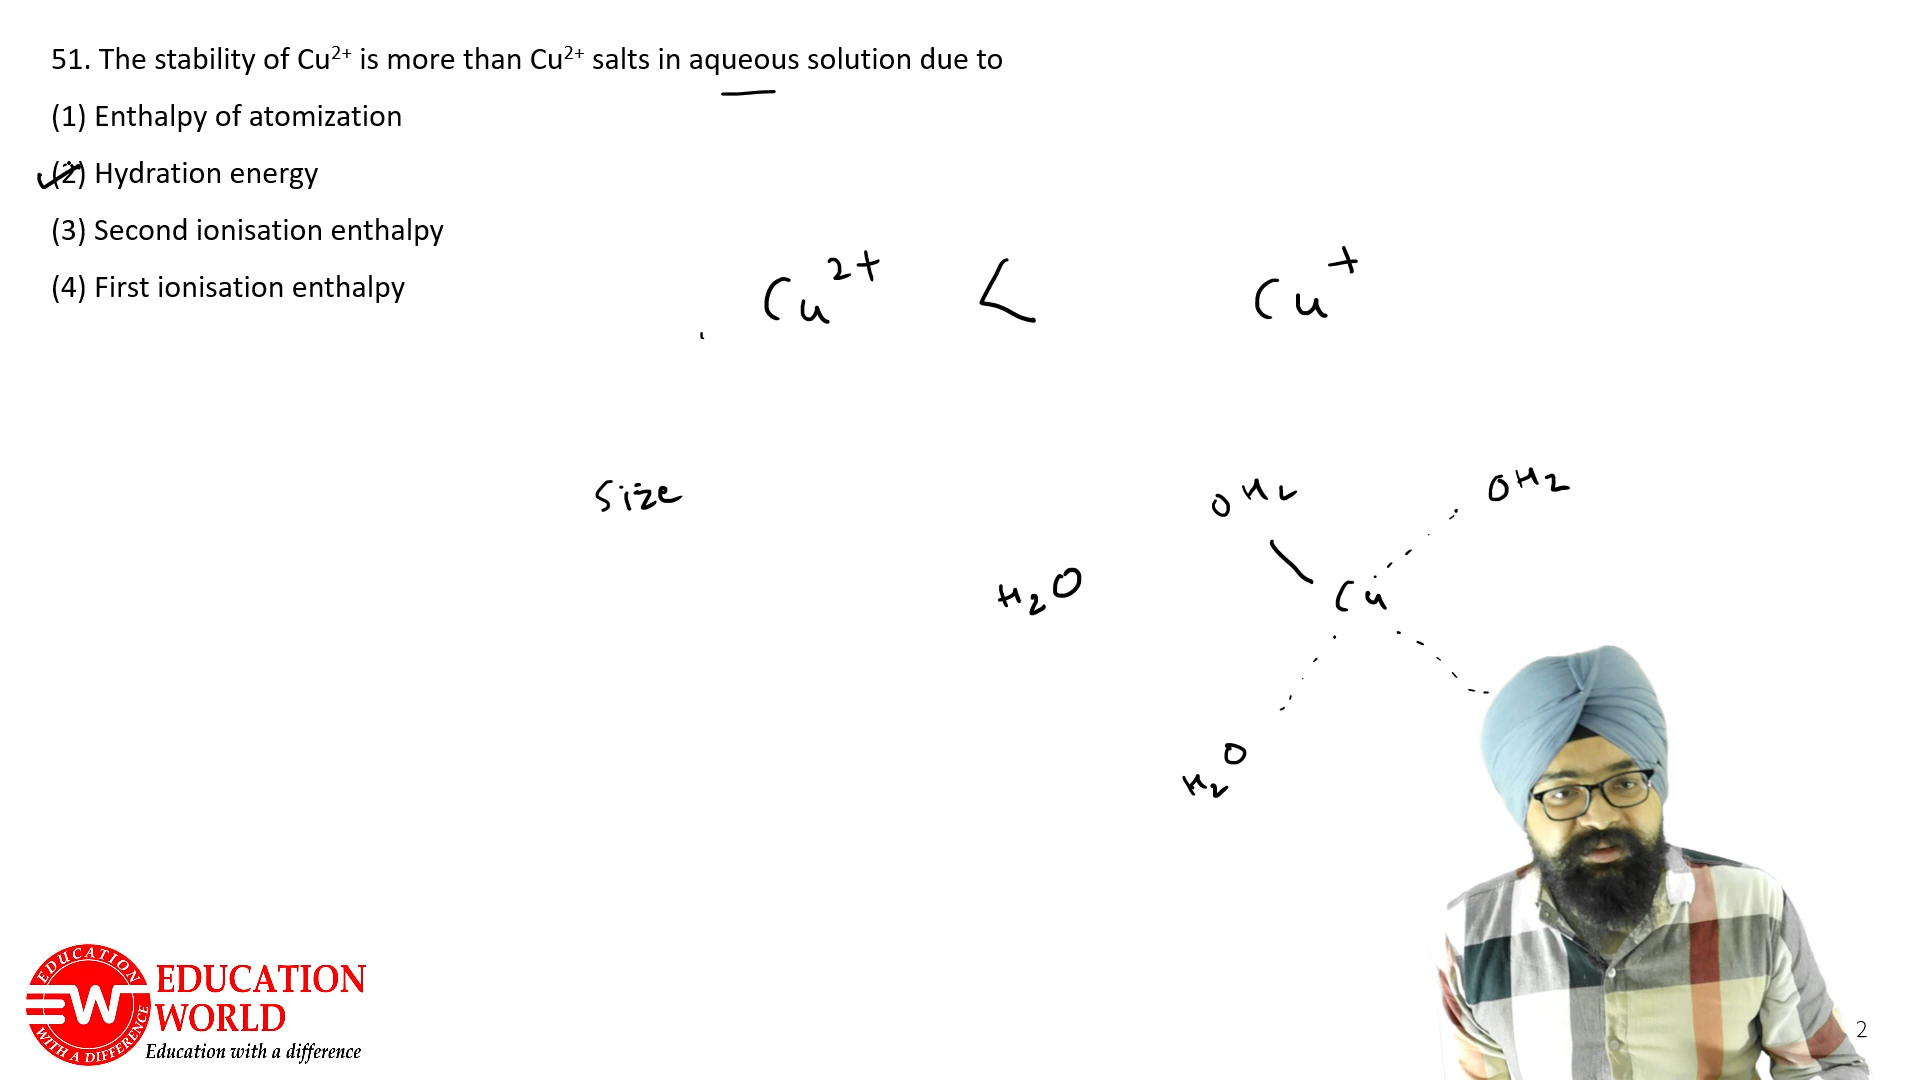 51. The stability of Cu²⁺ is more than Cu²⁺ salts in aqueous solution due to
(1) Enthalpy of atomization
(2) Hydration energy
(3) Second ionisation enthalpy
(4) First ionisation enthalpy
Cu²⁺ < Cu⁺
Size
OH₂ OH₂
H₂O
Cu
H₂O
EDUCATION
WITH A DIFFERENCE
EW
EDUCATION
WORLD
Education with a difference
2